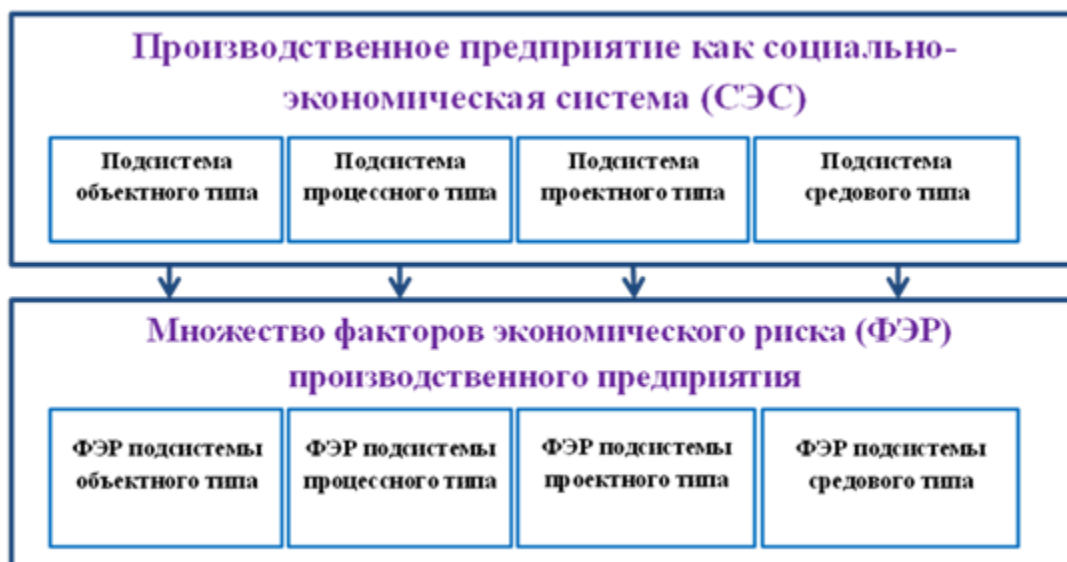 Производственное предприятие как социально-
экономическая система (СЭС)
Подсистема
объектного типа
Подсистема
процессного типа
Подсистема
проектного типа
Подсистема
средового типа
Множество факторов экономического риска (ФЭР)
производственного предприятия
ФЭР подсистемы
объектного типа
ФЭР подсистемы
процессного типа
ФЭР подсистемы
проектного типа
ФЭР подсистемы
средового типа